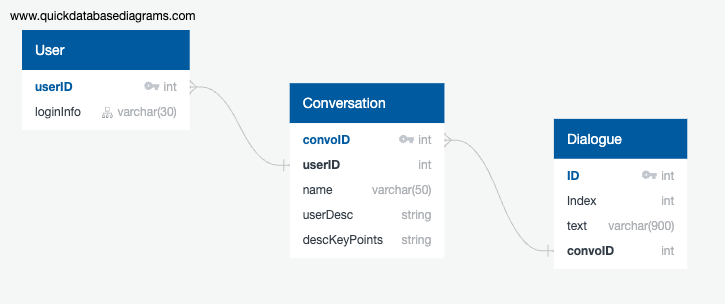 www.quickdatabasediagrams.com
User
userID int
loginInfo varchar(30)
Conversation
convoID int
userID int
name varchar(50)
userDesc string
descKeyPoints string
Dialogue
ID int
Index int
text varchar(900)
convoID int